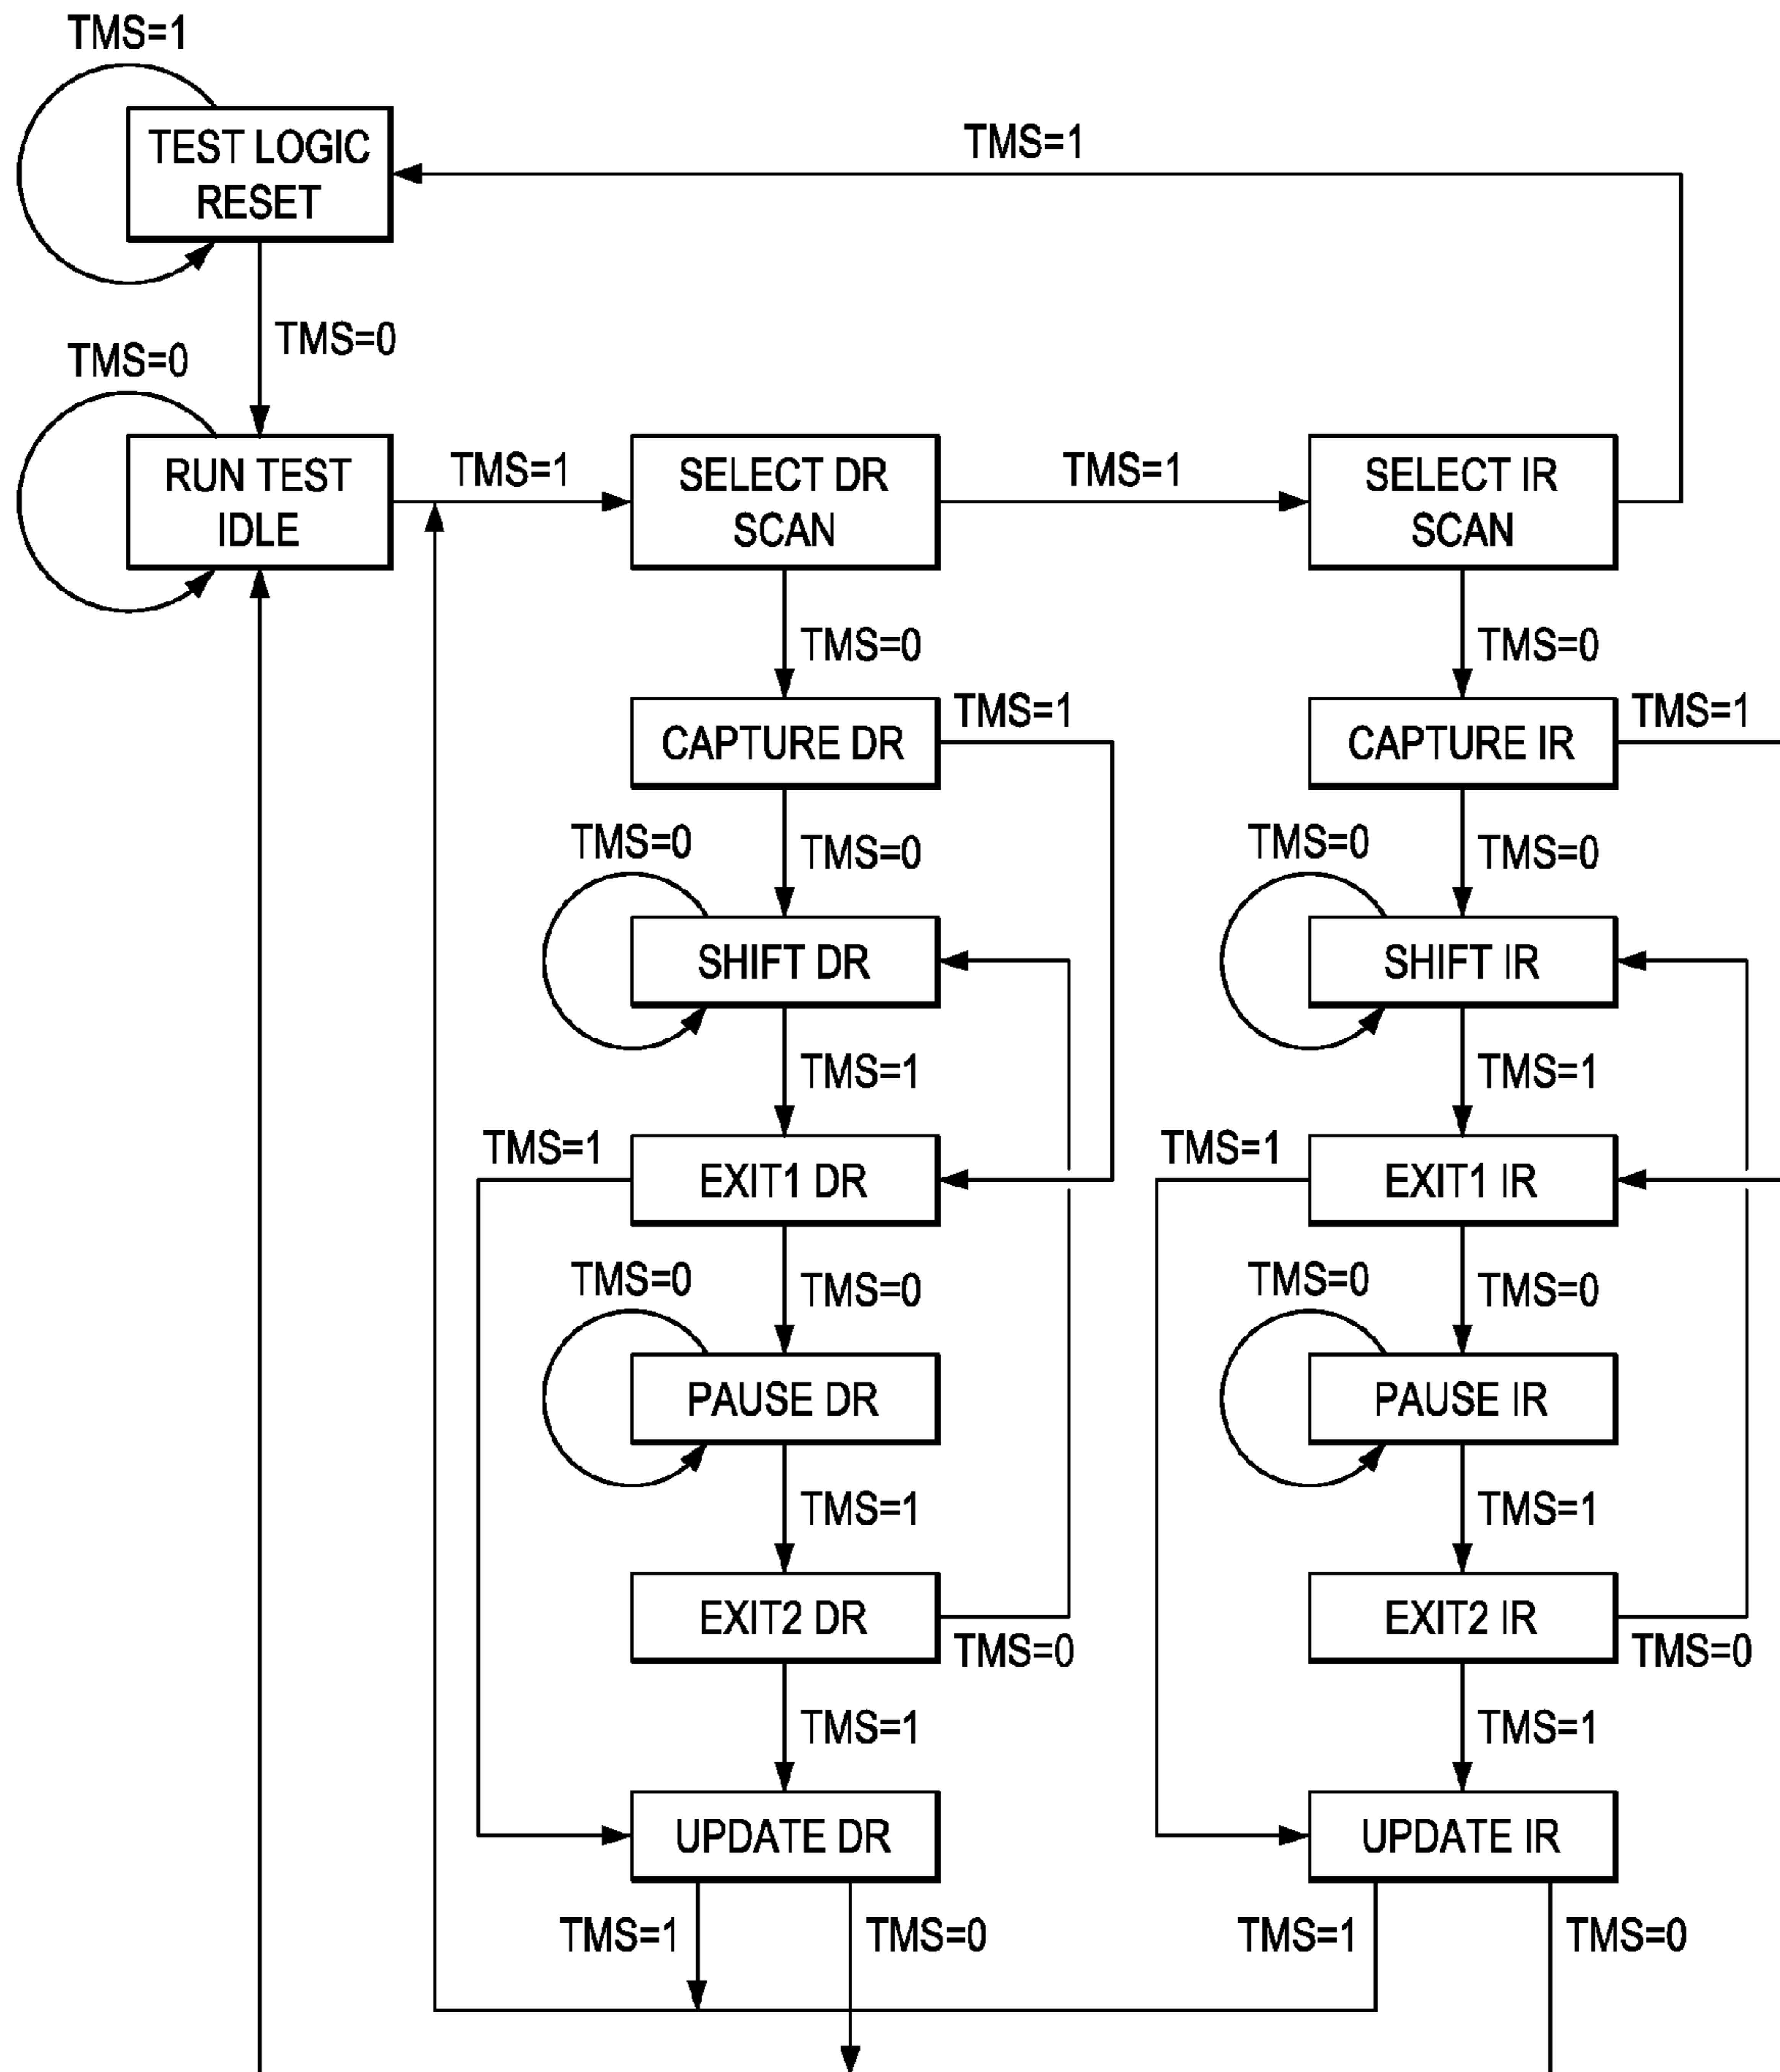 TMS=1
TEST LOGIC
RESET
TMS=1
TMS=0
TMS=0
RUN TEST
IDLE
TMS=1
SELECT DR
SCAN
TMS=1
SELECT IR
SCAN
TMS=0
TMS=0
CAPTURE DR
TMS=1
CAPTURE IR
TMS=1
TMS=0
TMS=0
TMS=0
TMS=0
SHIFT DR
SHIFT IR
TMS=1
TMS=1
TMS=1
EXIT1 DR
TMS=1
EXIT1 IR
TMS=0
TMS=0
TMS=0
TMS=0
PAUSE DR
PAUSE IR
TMS=1
TMS=1
EXIT2 DR
TMS=0
EXIT2 IR
TMS=0
TMS=1
TMS=1
UPDATE DR
UPDATE IR
TMS=1
TMS=0
TMS=1
TMS=0